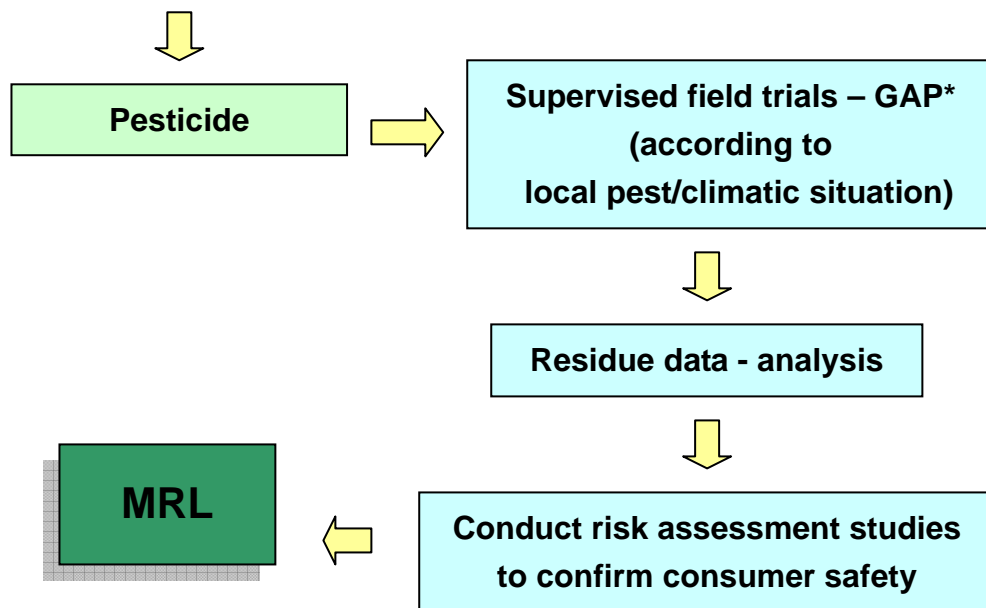 Pesticide
Supervised field trials – GAP*
(according to
local pest/climatic situation)
Residue data - analysis
Conduct risk assessment studies
to confirm consumer safety
MRL